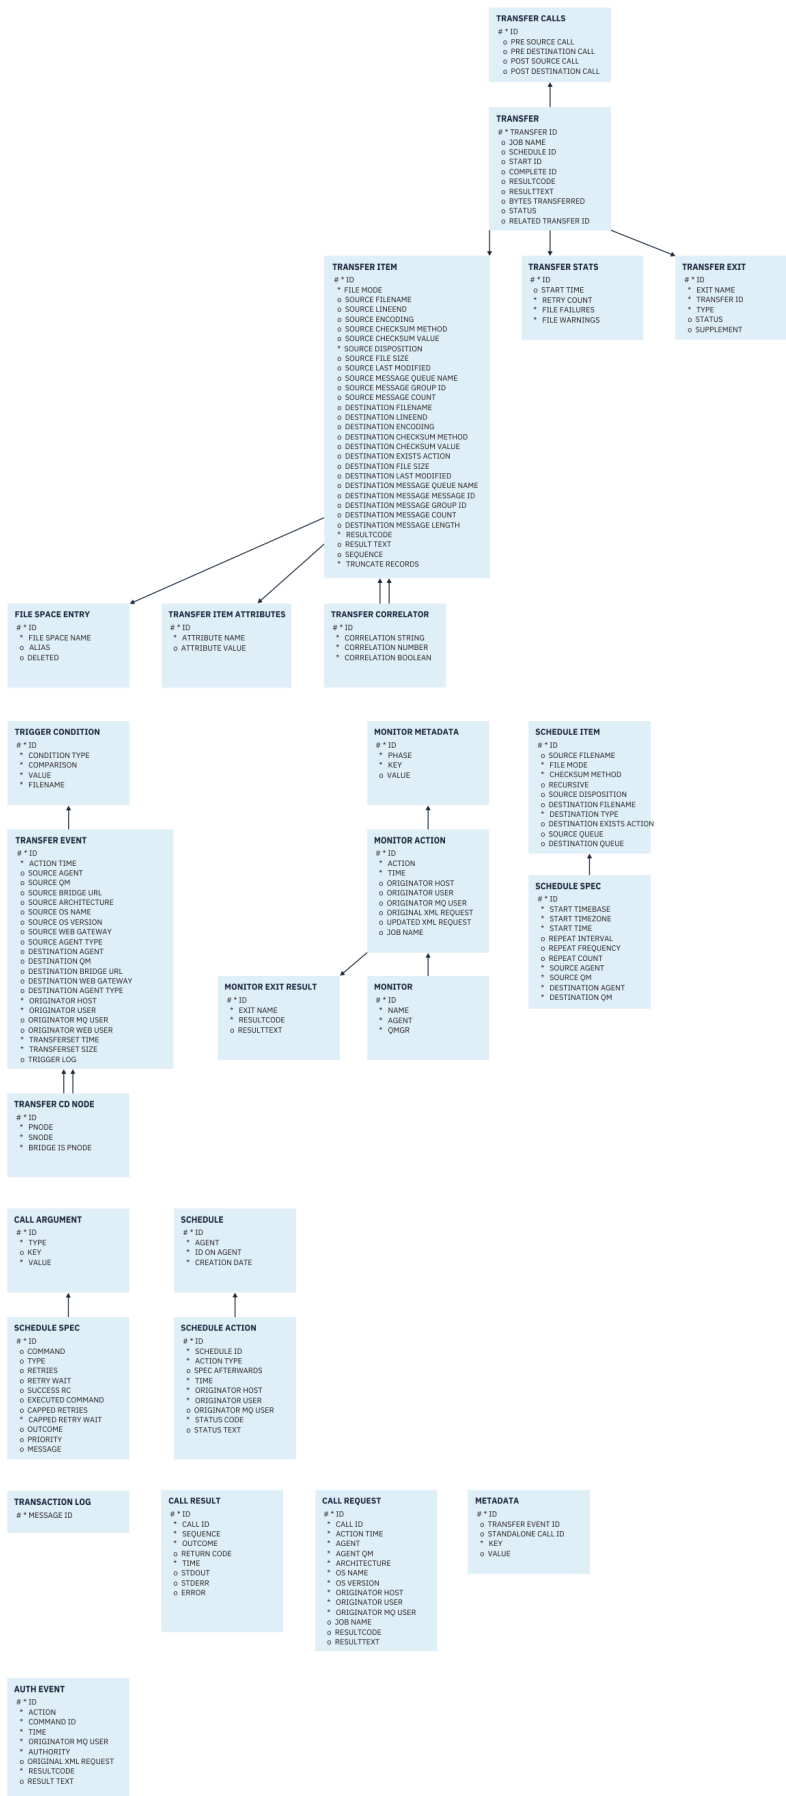 TRANSFER CALLS
# * ID
o PRE SOURCE CALL
o PRE DESTINATION CALL
o POST SOURCE CALL
o POST DESTINATION CALL
TRANSFER
# * TRANSFER ID
o JOB NAME
o SCHEDULE ID
o START ID
o COMPLETE ID
o RESULTCODE
o RESULTTEXT
o BYTES TRANSFERRED
o STATUS
o RELATED TRANSFER ID
TRANSFER ITEM
# * ID
* FILE MODE
o SOURCE FILENAME
o SOURCE LINEEND
o SOURCE ENCODING
o SOURCE CHECKSUM METHOD
o SOURCE CHECKSUM VALUE
* SOURCE DISPOSITION
o SOURCE FILE SIZE
o SOURCE LAST MODIFIED
o SOURCE MESSAGE QUEUE NAME
o SOURCE MESSAGE GROUP ID
o SOURCE MESSAGE COUNT
o DESTINATION FILENAME
o DESTINATION LINEEND
o DESTINATION ENCODING
o DESTINATION CHECKSUM METHOD
o DESTINATION CHECKSUM VALUE
o DESTINATION EXISTS ACTION
o DESTINATION FILE SIZE
o DESTINATION LAST MODIFIED
o DESTINATION MESSAGE QUEUE NAME
o DESTINATION MESSAGE MESSAGE ID
o DESTINATION MESSAGE GROUP ID
o DESTINATION MESSAGE COUNT
o DESTINATION MESSAGE LENGTH
* RESULTCODE
o RESULT TEXT
o SEQUENCE
* TRUNCATE RECORDS
TRANSFER STATS
# * ID
o START TIME
* RETRY COUNT
* FILE FAILURES
* FILE WARNINGS
TRANSFER EXIT
# * ID
* EXIT NAME
* TRANSFER ID
* TYPE
o STATUS
o SUPPLEMENT
FILE SPACE ENTRY
# * ID
* FILE SPACE NAME
o ALIAS
o DELETED
TRANSFER ITEM ATTRIBUTES
# * ID
* ATTRIBUTE NAME
o ATTRIBUTE VALUE
TRANSFER CORRELATOR
# * ID
* CORRELATION STRING
* CORRELATION NUMBER
* CORRELATION BOOLEAN
TRIGGER CONDITION
# * ID
* CONDITION TYPE
* COMPARISON
* VALUE
* FILENAME
MONITOR METADATA
# * ID
* PHASE
* KEY
o VALUE
SCHEDULE ITEM
# * ID
o SOURCE FILENAME
* FILE MODE
* CHECKSUM METHOD
o RECURSIVE
o SOURCE DISPOSITION
o DESTINATION FILENAME
* DESTINATION TYPE
o DESTINATION EXISTS ACTION
o SOURCE QUEUE
o DESTINATION QUEUE
TRANSFER EVENT
# * ID
* ACTION TIME
o SOURCE AGENT
o SOURCE QM
o SOURCE BRIDGE URL
o SOURCE ARCHITECTURE
o SOURCE OS NAME
o SOURCE OS VERSION
o SOURCE WEB GATEWAY
o SOURCE AGENT TYPE
o DESTINATION AGENT
o DESTINATION QM
o DESTINATION BRIDGE URL
o DESTINATION WEB GATEWAY
o DESTINATION AGENT TYPE
* ORIGINATOR HOST
* ORIGINATOR USER
o ORIGINATOR MQ USER
o ORIGINATOR WEB USER
* TRANSFERSET TIME
* TRANSFERSET SIZE
o TRIGGER LOG
MONITOR ACTION
# * ID
* ACTION
* TIME
o ORIGINATOR HOST
o ORIGINATOR USER
o ORIGINATOR MQ USER
o ORIGINAL XML REQUEST
o UPDATED XML REQUEST
o JOB NAME
SCHEDULE SPEC
# * ID
* START TIMEBASE
* START TIMEZONE
* START TIME
o REPEAT INTERVAL
o REPEAT FREQUENCY
o REPEAT COUNT
* SOURCE AGENT
* SOURCE QM
* DESTINATION AGENT
* DESTINATION QM
MONITOR EXIT RESULT
# * ID
* EXIT NAME
* RESULTCODE
o RESULTTEXT
MONITOR
# * ID
* NAME
* AGENT
* QMGR
TRANSFER CD NODE
# * ID
* PNODE
* SNODE
* BRIDGE IS PNODE
CALL ARGUMENT
# * ID
* TYPE
o KEY
* VALUE
SCHEDULE
# * ID
* AGENT
* ID ON AGENT
* CREATION DATE
SCHEDULE SPEC
# * ID
o COMMAND
o TYPE
o RETRIES
o RETRY WAIT
o SUCCESS RC
o EXECUTED COMMAND
o CAPPED RETRIES
* CAPPED RETRY WAIT
o OUTCOME
o PRIORITY
o MESSAGE
SCHEDULE ACTION
# * ID
* SCHEDULE ID
* ACTION TYPE
o SPEC AFTERWARDS
* TIME
* ORIGINATOR HOST
* ORIGINATOR USER
o ORIGINATOR MQ USER
* STATUS CODE
o STATUS TEXT
TRANSACTION LOG
# * MESSAGE ID
CALL RESULT
# * ID
* CALL ID
* SEQUENCE
* OUTCOME
o RETURN CODE
* TIME
o STDOUT
o STDERR
o ERROR
CALL REQUEST
# * ID
* CALL ID
* ACTION TIME
* AGENT
* AGENT QM
* ARCHITECTURE
* OS NAME
* OS VERSION
* ORIGINATOR HOST
* ORIGINATOR USER
* ORIGINATOR MQ USER
o JOB NAME
o RESULTCODE
o RESULTTEXT
METADATA
# * ID
o TRANSFER EVENT ID
o STANDALONE CALL ID
* KEY
o VALUE
AUTH EVENT
# * ID
* ACTION
* COMMAND ID
* TIME
* ORIGINATOR MQ USER
* AUTHORITY
o ORIGINAL XML REQUEST
* RESULTCODE
o RESULT TEXT